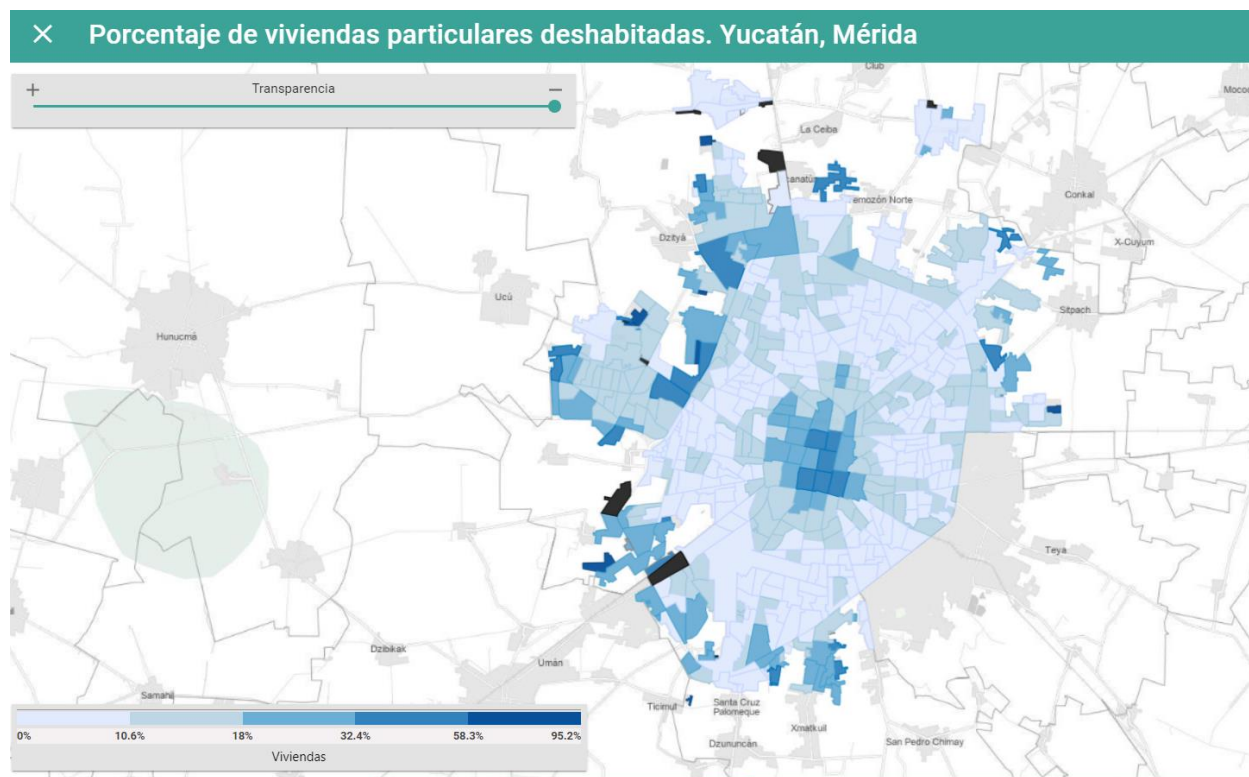 Porcentaje de viviendas particulares deshabitadas. Yucatán, Mérida
+ Transparencia −
Club
Mococ
La Ceiba
Conkal
Dzityá
X-Cuyum
Ucú
Sitpach
Hunucmá
Teya
Dzibikak
Umán
Samahil
Ticimul
Santa Cruz
Palomeque
Xmatkuil
Dzununcán
San Pedro Chimay
0% 10.6% 18% 32.4% 58.3% 95.2%
Viviendas